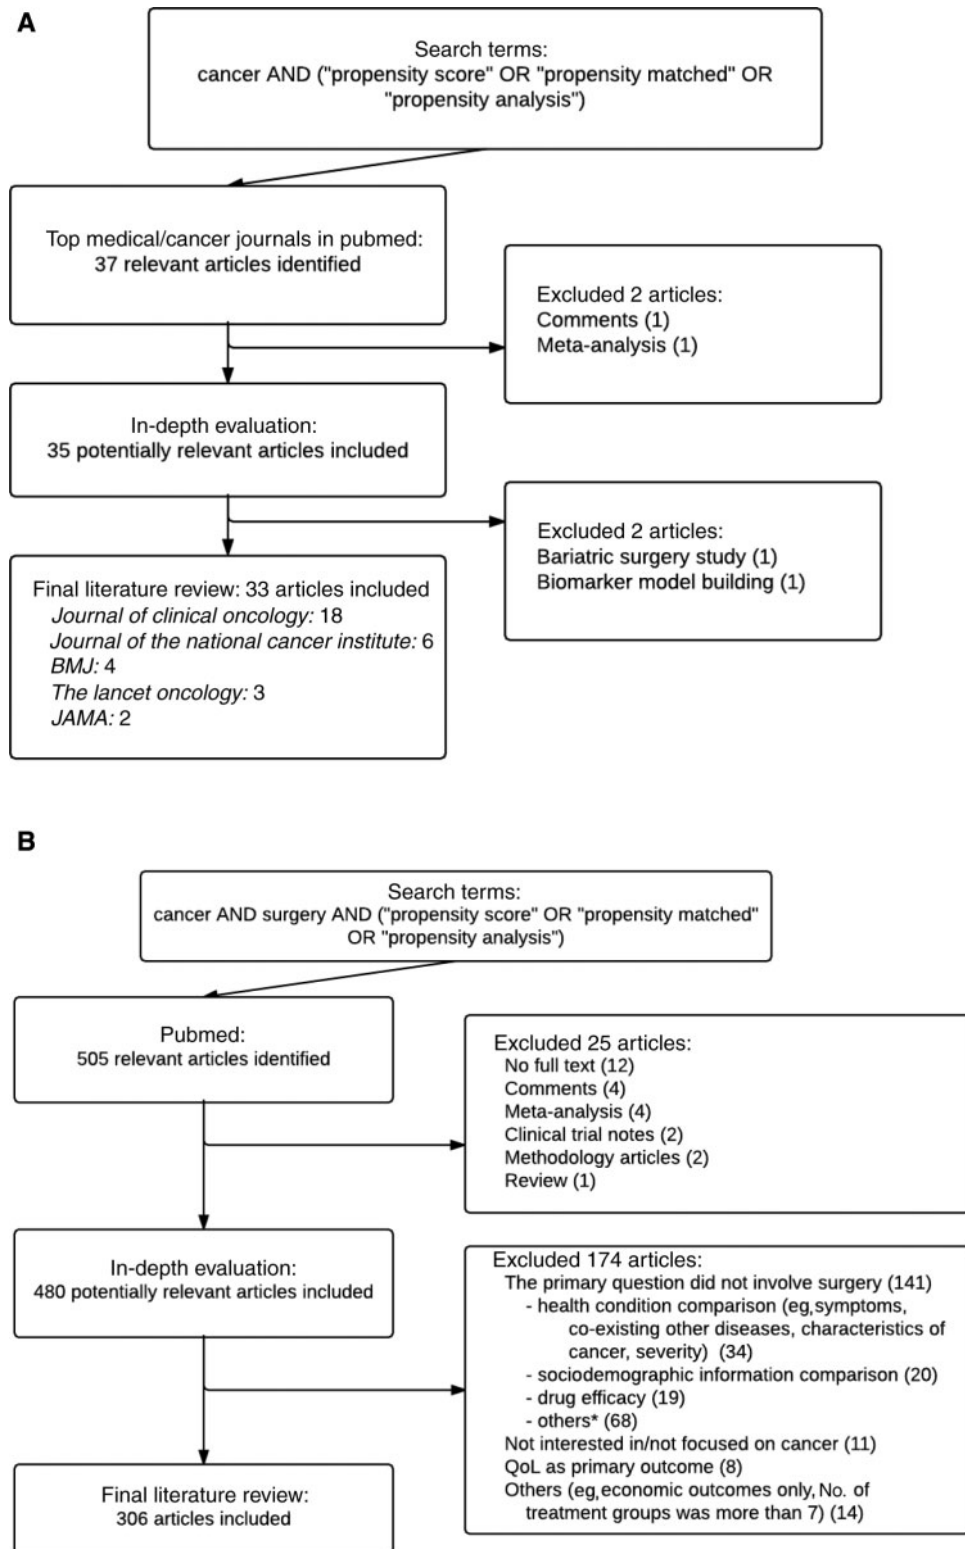 A
Search terms:
cancer AND ("propensity score" OR "propensity matched" OR
"propensity analysis")
Top medical/cancer journals in pubmed:
37 relevant articles identified
Excluded 2 articles:
Comments (1)
Meta-analysis (1)
In-depth evaluation:
35 potentially relevant articles included
Excluded 2 articles:
Bariatric surgery study (1)
Biomarker model building (1)
Final literature review: 33 articles included
Journal of clinical oncology: 18
Journal of the national cancer institute: 6
BMJ: 4
The lancet oncology: 3
JAMA: 2
B
Search terms:
cancer AND surgery AND ("propensity score" OR "propensity matched"
OR "propensity analysis")
Pubmed:
505 relevant articles identified
Excluded 25 articles:
No full text (12)
Comments (4)
Meta-analysis (4)
Clinical trial notes (2)
Methodology articles (2)
Review (1)
In-depth evaluation:
480 potentially relevant articles included
Excluded 174 articles:
The primary question did not involve surgery (141)
- health condition comparison (eg,symptoms,
co-existing other diseases, characteristics of
cancer, severity) (34)
- sociodemographic information comparison (20)
- drug efficacy (19)
- others* (68)
Not interested in/not focused on cancer (11)
QoL as primary outcome (8)
Others (eg,economic outcomes only, No. of
treatment groups was more than 7) (14)
Final literature review:
306 articles included